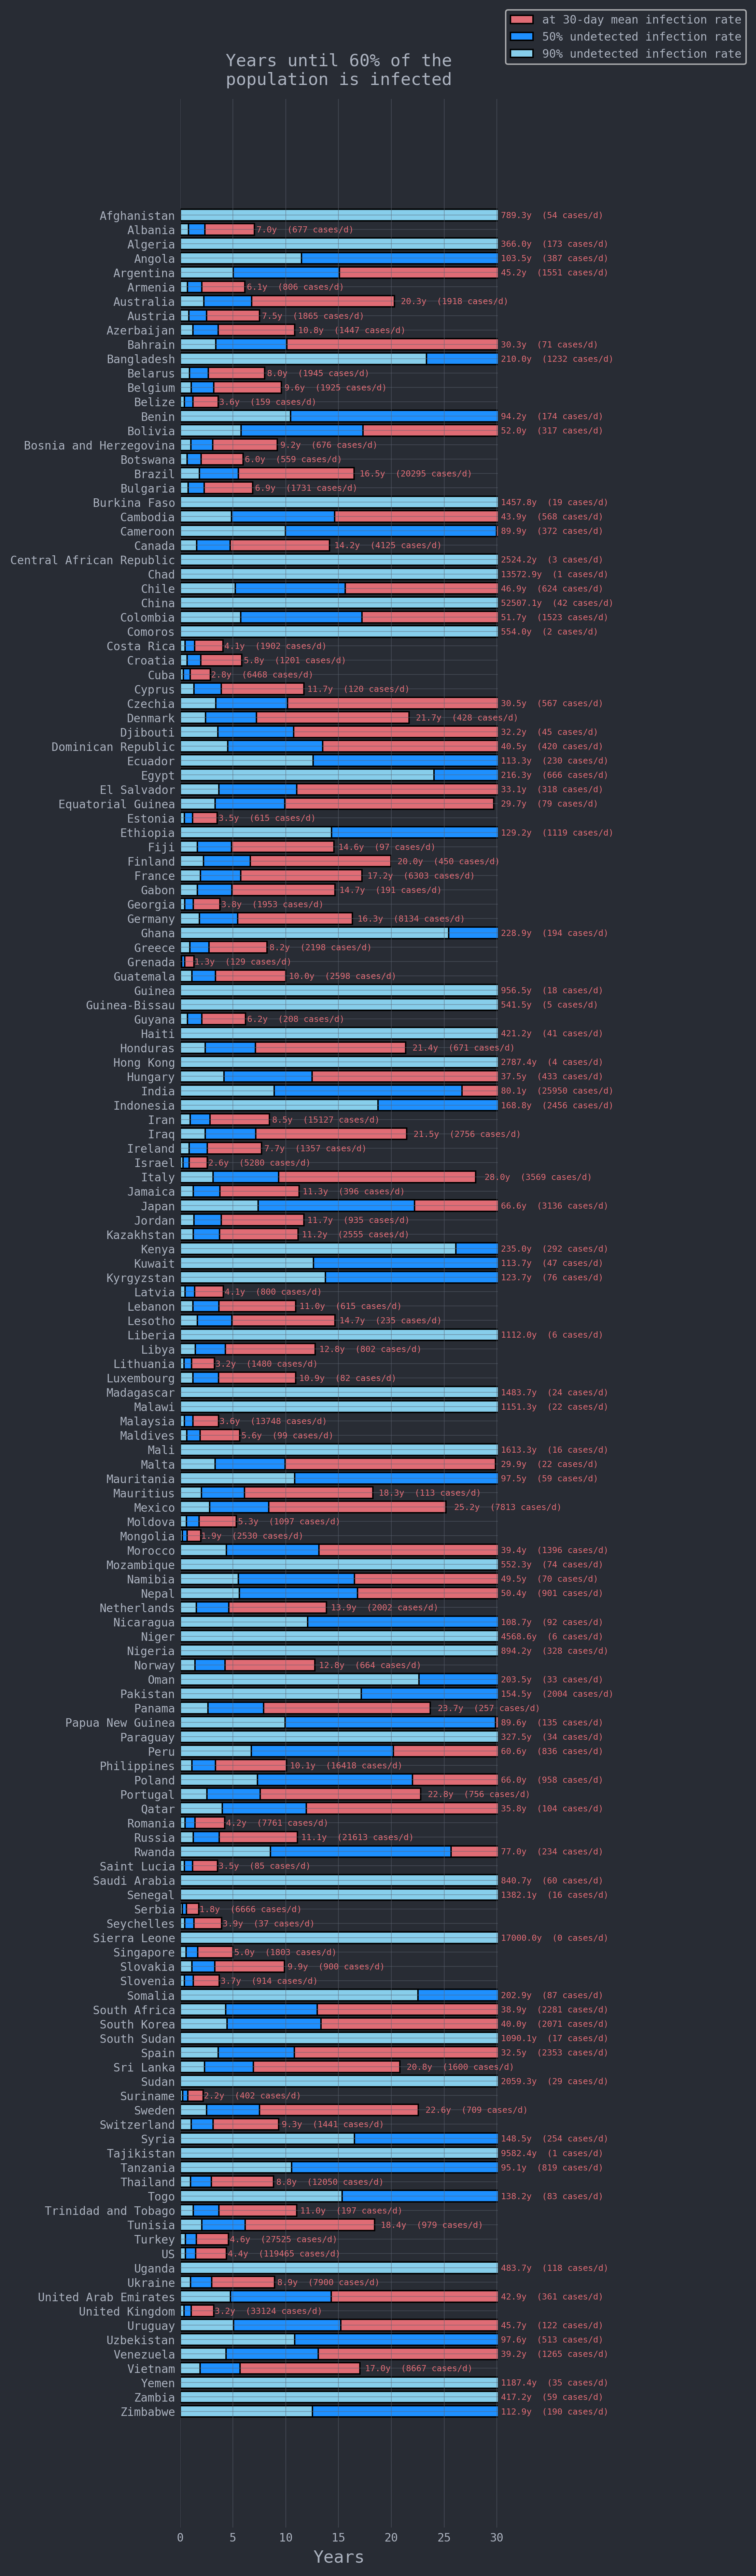 at 30-day mean infection rate
50% undetected infection rate
90% undetected infection rate
Years until 60% of the
population is infected
Afghanistan 789.3y (54 cases/d)
Albania 7.0y (677 cases/d)
Algeria 366.0y (173 cases/d)
Angola 103.5y (387 cases/d)
Argentina 45.2y (1551 cases/d)
Armenia 6.1y (806 cases/d)
Australia 20.3y (1918 cases/d)
Austria 7.5y (1865 cases/d)
Azerbaijan 10.8y (1447 cases/d)
Bahrain 30.3y (71 cases/d)
Bangladesh 210.0y (1232 cases/d)
Belarus 8.0y (1945 cases/d)
Belgium 9.6y (1925 cases/d)
Belize 3.6y (159 cases/d)
Benin 94.2y (174 cases/d)
Bolivia 52.0y (317 cases/d)
Bosnia and Herzegovina 9.2y (676 cases/d)
Botswana 6.0y (559 cases/d)
Brazil 16.5y (20295 cases/d)
Bulgaria 6.9y (1731 cases/d)
Burkina Faso 1457.8y (19 cases/d)
Cambodia 43.9y (568 cases/d)
Cameroon 89.9y (372 cases/d)
Canada 14.2y (4125 cases/d)
Central African Republic 2524.2y (3 cases/d)
Chad 13572.9y (1 cases/d)
Chile 46.9y (624 cases/d)
China 52507.1y (42 cases/d)
Colombia 51.7y (1523 cases/d)
Comoros 554.0y (2 cases/d)
Costa Rica 4.1y (1902 cases/d)
Croatia 5.8y (1201 cases/d)
Cuba 2.8y (6468 cases/d)
Cyprus 11.7y (120 cases/d)
Czechia 30.5y (567 cases/d)
Denmark 21.7y (428 cases/d)
Djibouti 32.2y (45 cases/d)
Dominican Republic 40.5y (420 cases/d)
Ecuador 113.3y (230 cases/d)
Egypt 216.3y (666 cases/d)
El Salvador 33.1y (318 cases/d)
Equatorial Guinea 29.7y (79 cases/d)
Estonia 3.5y (615 cases/d)
Ethiopia 129.2y (1119 cases/d)
Fiji 14.6y (97 cases/d)
Finland 20.0y (450 cases/d)
France 17.2y (6303 cases/d)
Gabon 14.7y (191 cases/d)
Georgia 3.8y (1953 cases/d)
Germany 16.3y (8134 cases/d)
Ghana 228.9y (194 cases/d)
Greece 8.2y (2198 cases/d)
Grenada 1.3y (129 cases/d)
Guatemala 10.0y (2598 cases/d)
Guinea 956.5y (18 cases/d)
Guinea-Bissau 541.5y (5 cases/d)
Guyana 6.2y (208 cases/d)
Haiti 421.2y (41 cases/d)
Honduras 21.4y (671 cases/d)
Hong Kong 2787.4y (4 cases/d)
Hungary 37.5y (433 cases/d)
India 80.1y (25950 cases/d)
Indonesia 168.8y (2456 cases/d)
Iran 8.5y (15127 cases/d)
Iraq 21.5y (2756 cases/d)
Ireland 7.7y (1357 cases/d)
Israel 2.6y (5280 cases/d)
Italy 28.0y (3569 cases/d)
Jamaica 11.3y (396 cases/d)
Japan 66.6y (3136 cases/d)
Jordan 11.7y (935 cases/d)
Kazakhstan 11.2y (2555 cases/d)
Kenya 235.0y (292 cases/d)
Kuwait 113.7y (47 cases/d)
Kyrgyzstan 123.7y (76 cases/d)
Latvia 4.1y (800 cases/d)
Lebanon 11.0y (615 cases/d)
Lesotho 14.7y (235 cases/d)
Liberia 1112.0y (6 cases/d)
Libya 12.8y (802 cases/d)
Lithuania 3.2y (1480 cases/d)
Luxembourg 10.9y (82 cases/d)
Madagascar 1483.7y (24 cases/d)
Malawi 1151.3y (22 cases/d)
Malaysia 3.6y (13748 cases/d)
Maldives 5.6y (99 cases/d)
Mali 1613.3y (16 cases/d)
Malta 29.9y (22 cases/d)
Mauritania 97.5y (59 cases/d)
Mauritius 18.3y (113 cases/d)
Mexico 25.2y (7813 cases/d)
Moldova 5.3y (1097 cases/d)
Mongolia 1.9y (2530 cases/d)
Morocco 39.4y (1396 cases/d)
Mozambique 552.3y (74 cases/d)
Namibia 49.5y (70 cases/d)
Nepal 50.4y (901 cases/d)
Netherlands 13.9y (2002 cases/d)
Nicaragua 108.7y (92 cases/d)
Niger 4568.6y (6 cases/d)
Nigeria 894.2y (328 cases/d)
Norway 12.8y (664 cases/d)
Oman 203.5y (33 cases/d)
Pakistan 154.5y (2004 cases/d)
Panama 23.7y (257 cases/d)
Papua New Guinea 89.6y (135 cases/d)
Paraguay 327.5y (34 cases/d)
Peru 60.6y (836 cases/d)
Philippines 10.1y (16418 cases/d)
Poland 66.0y (958 cases/d)
Portugal 22.8y (756 cases/d)
Qatar 35.8y (104 cases/d)
Romania 4.2y (7761 cases/d)
Russia 11.1y (21613 cases/d)
Rwanda 77.0y (234 cases/d)
Saint Lucia 3.5y (85 cases/d)
Saudi Arabia 840.7y (60 cases/d)
Senegal 1382.1y (16 cases/d)
Serbia 1.8y (6666 cases/d)
Seychelles 3.9y (37 cases/d)
Sierra Leone 17000.0y (0 cases/d)
Singapore 5.0y (1803 cases/d)
Slovakia 9.9y (900 cases/d)
Slovenia 3.7y (914 cases/d)
Somalia 202.9y (87 cases/d)
South Africa 38.9y (2281 cases/d)
South Korea 40.0y (2071 cases/d)
South Sudan 1090.1y (17 cases/d)
Spain 32.5y (2353 cases/d)
Sri Lanka 20.8y (1600 cases/d)
Sudan 2059.3y (29 cases/d)
Suriname 2.2y (402 cases/d)
Sweden 22.6y (709 cases/d)
Switzerland 9.3y (1441 cases/d)
Syria 148.5y (254 cases/d)
Tajikistan 9582.4y (1 cases/d)
Tanzania 95.1y (819 cases/d)
Thailand 8.8y (12050 cases/d)
Togo 138.2y (83 cases/d)
Trinidad and Tobago 11.0y (197 cases/d)
Tunisia 18.4y (979 cases/d)
Turkey 4.6y (27525 cases/d)
US 4.4y (119465 cases/d)
Uganda 483.7y (118 cases/d)
Ukraine 8.9y (7900 cases/d)
United Arab Emirates 42.9y (361 cases/d)
United Kingdom 3.2y (33124 cases/d)
Uruguay 45.7y (122 cases/d)
Uzbekistan 97.6y (513 cases/d)
Venezuela 39.2y (1265 cases/d)
Vietnam 17.0y (8667 cases/d)
Yemen 1187.4y (35 cases/d)
Zambia 417.2y (59 cases/d)
Zimbabwe 112.9y (190 cases/d)
0 5 10 15 20 25 30
Years